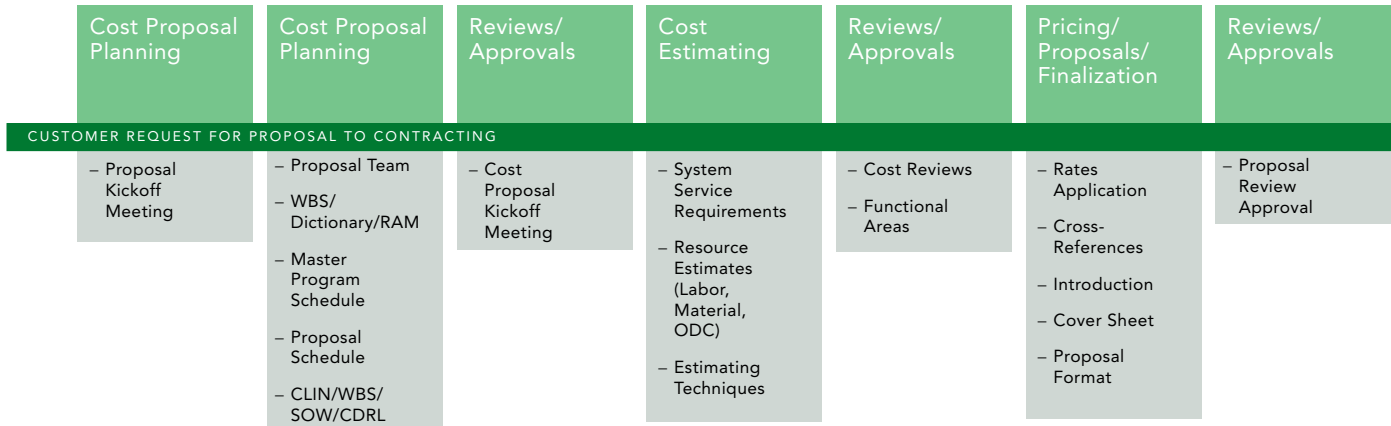 Cost Proposal
Planning
Cost Proposal
Planning
Reviews/
Approvals
Cost
Estimating
Reviews/
Approvals
Pricing/
Proposals/
Finalization
Reviews/
Approvals
CUSTOMER REQUEST FOR PROPOSAL TO CONTRACTING
– Proposal
Kickoff
Meeting
– Proposal Team
– WBS/
Dictionary/RAM
– Master
Program
Schedule
– Proposal
Schedule
– CLIN/WBS/
SOW/CDRL
– Cost
Proposal
Kickoff
Meeting
– System
Service
Requirements
– Resource
Estimates
(Labor,
Material,
ODC)
– Estimating
Techniques
– Cost Reviews
– Functional
Areas
– Rates
Application
– Cross-
References
– Introduction
– Cover Sheet
– Proposal
Format
– Proposal
Review
Approval